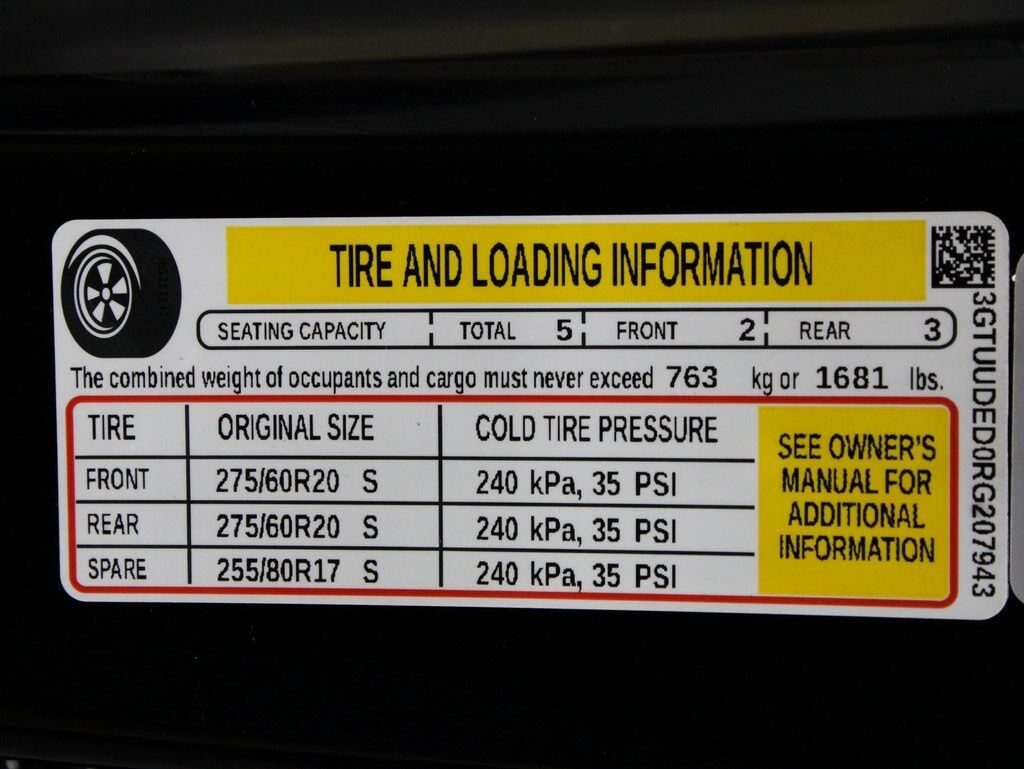 TIRE AND LOADING INFORMATION
SEATING CAPACITY TOTAL 5 FRONT 2 REAR 3
The combined weight of occupants and cargo must never exceed 763 kg or 1681 lbs.
TIRE ORIGINAL SIZE COLD TIRE PRESSURE
FRONT 275/60R20 S 240 kPa, 35 PSI
REAR 275/60R20 S 240 kPa, 35 PSI
SPARE 255/80R17 S 240 kPa, 35 PSI
SEE OWNER'S
MANUAL FOR
ADDITIONAL
INFORMATION
3GTUUDED0RG207943